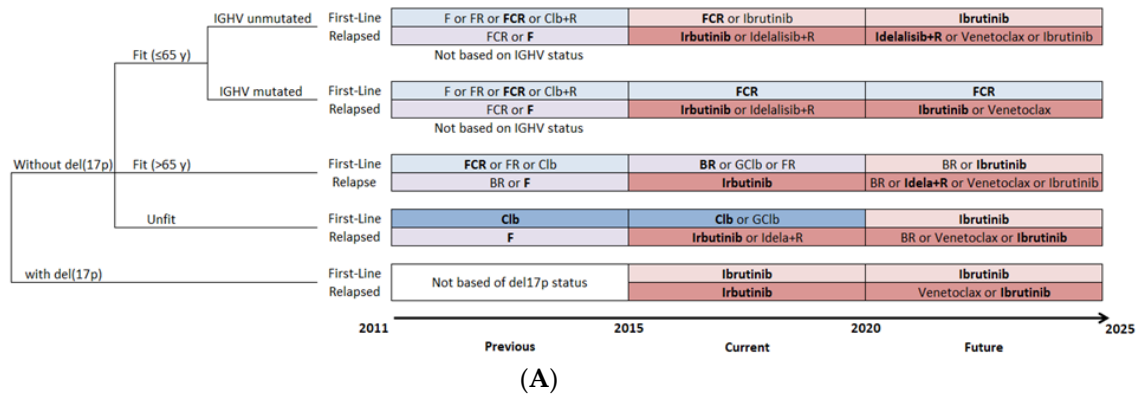 IGHV unmutated First-Line F or FR or FCR or Clb+R FCR or Ibrutinib Ibrutinib
Relapsed FCR or F Irbutinib or Idelalisib+R Idelalisib+R or Venetoclax or Ibrutinib
Fit (≤65 y) Not based on IGHV status
IGHV mutated First-Line F or FR or FCR or Clb+R FCR FCR
Relapsed FCR or F Irbutinib or Idelalisib+R Ibrutinib or Venetoclax
Not based on IGHV status
Without del(17p) Fit (>65 y) First-Line FCR or FR or Clb BR or GClb or FR BR or Ibrutinib
Relapse BR or F Irbutinib BR or Idela+R or Venetoclax or Ibrutinib
Unfit First-Line Clb Clb or GClb Ibrutinib
Relapsed F Irbutinib or Idela+R BR or Venetoclax or Ibrutinib
with del(17p) First-Line Not based of del17p status Ibrutinib Ibrutinib
Relapsed Irbutinib Venetoclax or Ibrutinib
2011 2015 2020 2025
Previous Current Future
(A)